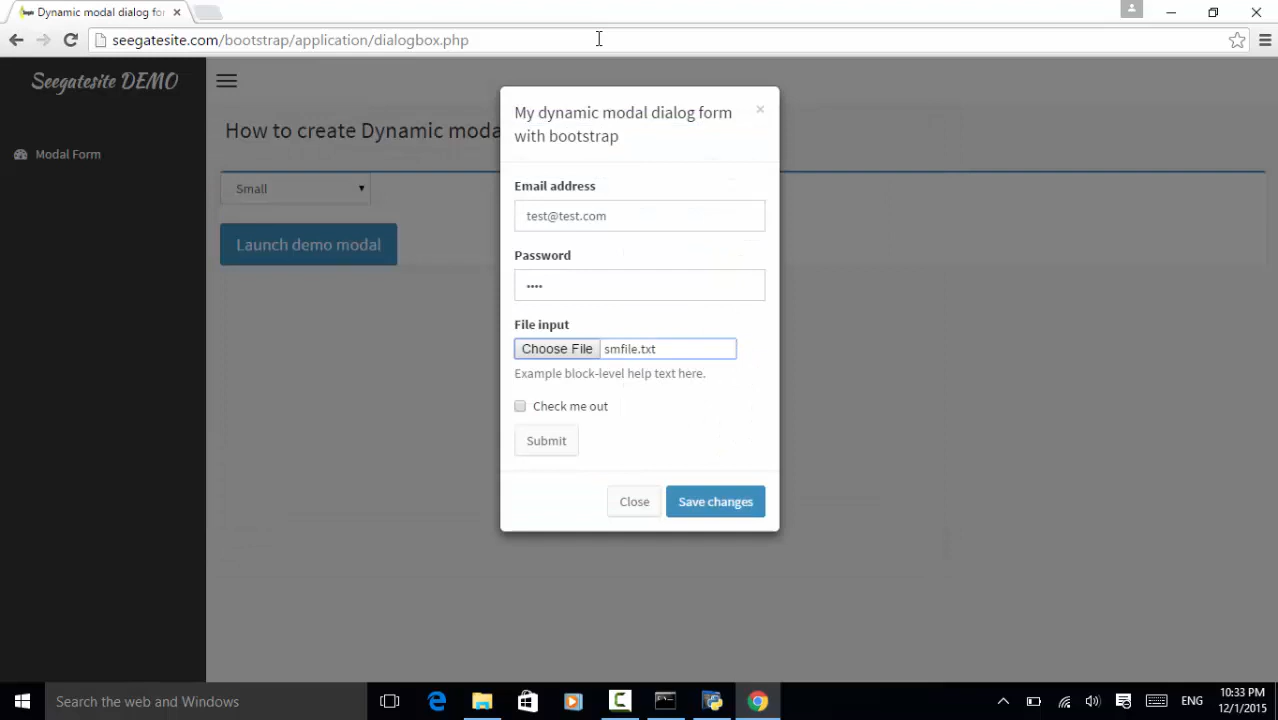 Dynamic modal dialog for
seegatesite.com/bootstrap/application/dialogbox.php
Seegatesite DEMO
Modal Form
How to create Dynamic moda
Small
Launch demo modal
My dynamic modal dialog form
with bootstrap
×
Email address
test@test.com
Password
••••
File input
Choose File smfile.txt
Example block-level help text here.
Check me out
Submit
Close Save changes
Search the web and Windows
ENG
10:33 PM
12/1/2015